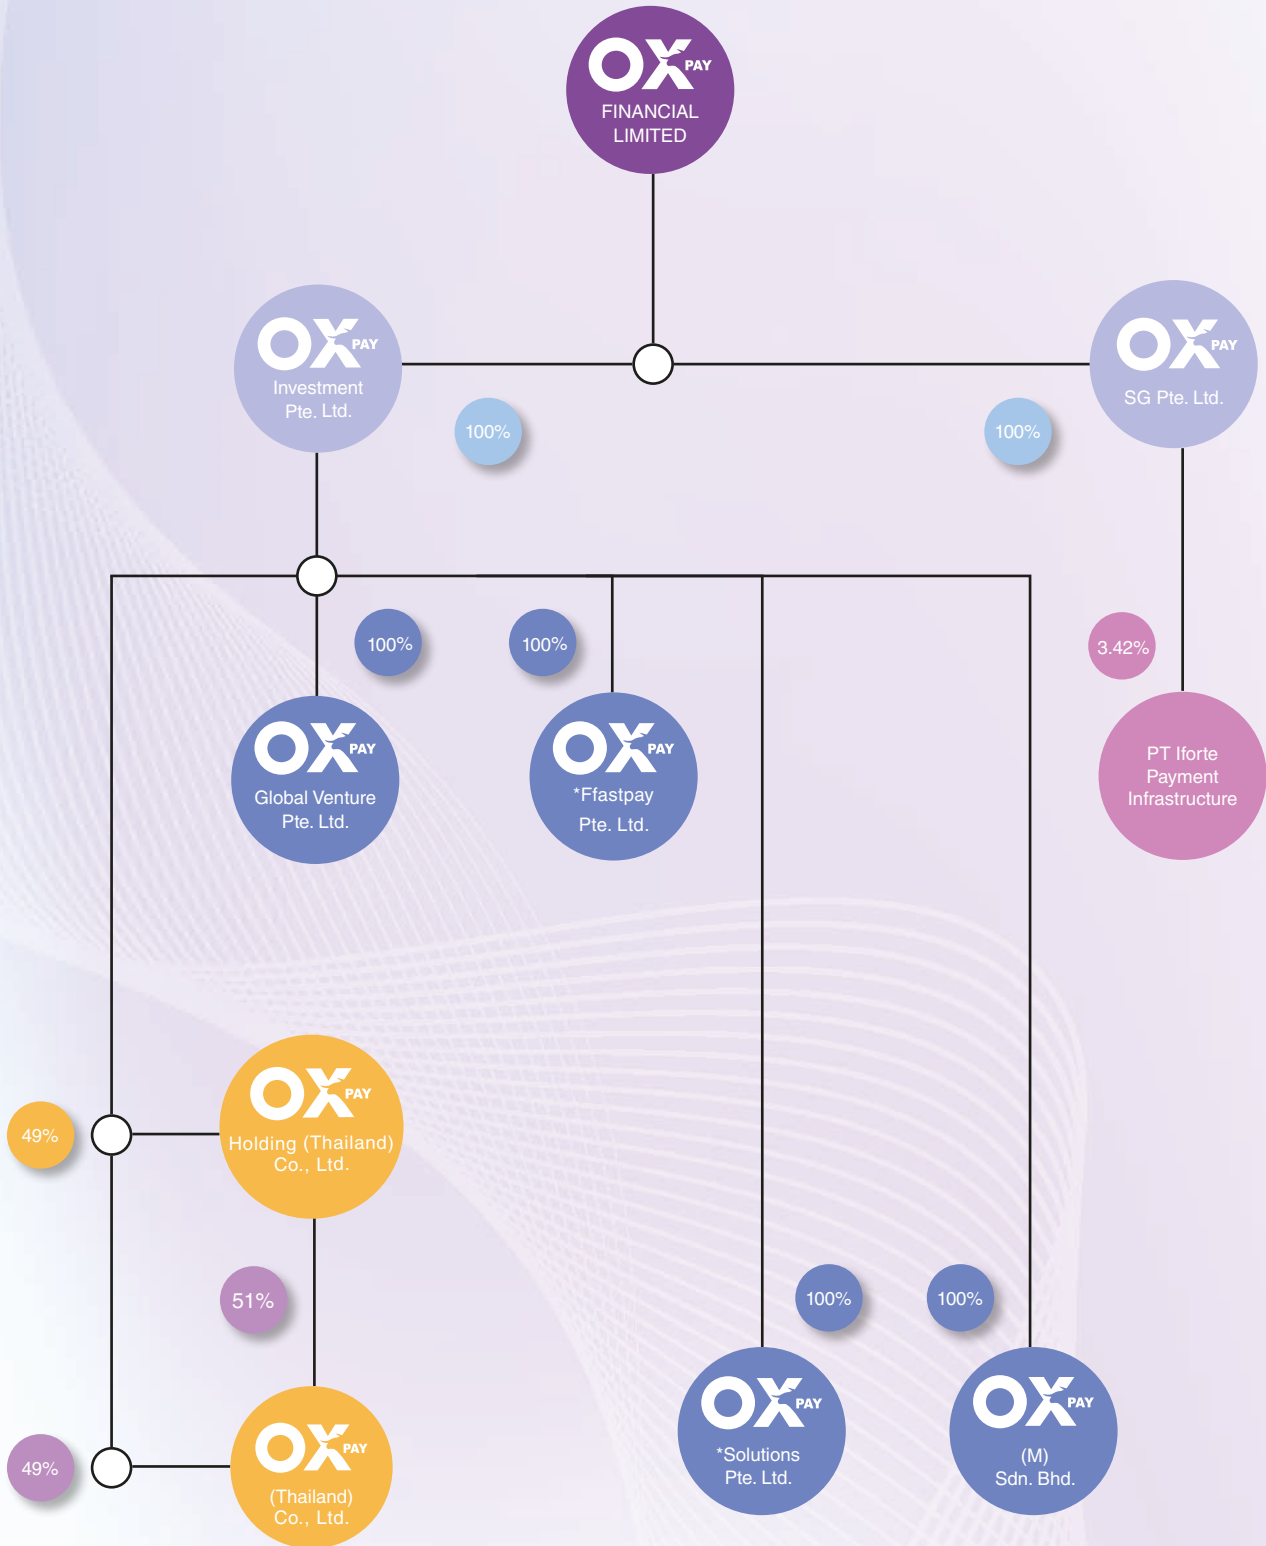 OX PAY
FINANCIAL
LIMITED
OX PAY
Investment
Pte. Ltd.
OX PAY
SG Pte. Ltd.
100%
100%
100%
100%
3.42%
OX PAY
Global Venture
Pte. Ltd.
OX PAY
*Ffastpay
Pte. Ltd.
PT Iforte
Payment
Infrastructure
49%
OX PAY
Holding (Thailand)
Co., Ltd.
51%
100%
100%
49%
OX PAY
(Thailand)
Co., Ltd.
OX PAY
*Solutions
Pte. Ltd.
OX PAY
(M)
Sdn. Bhd.